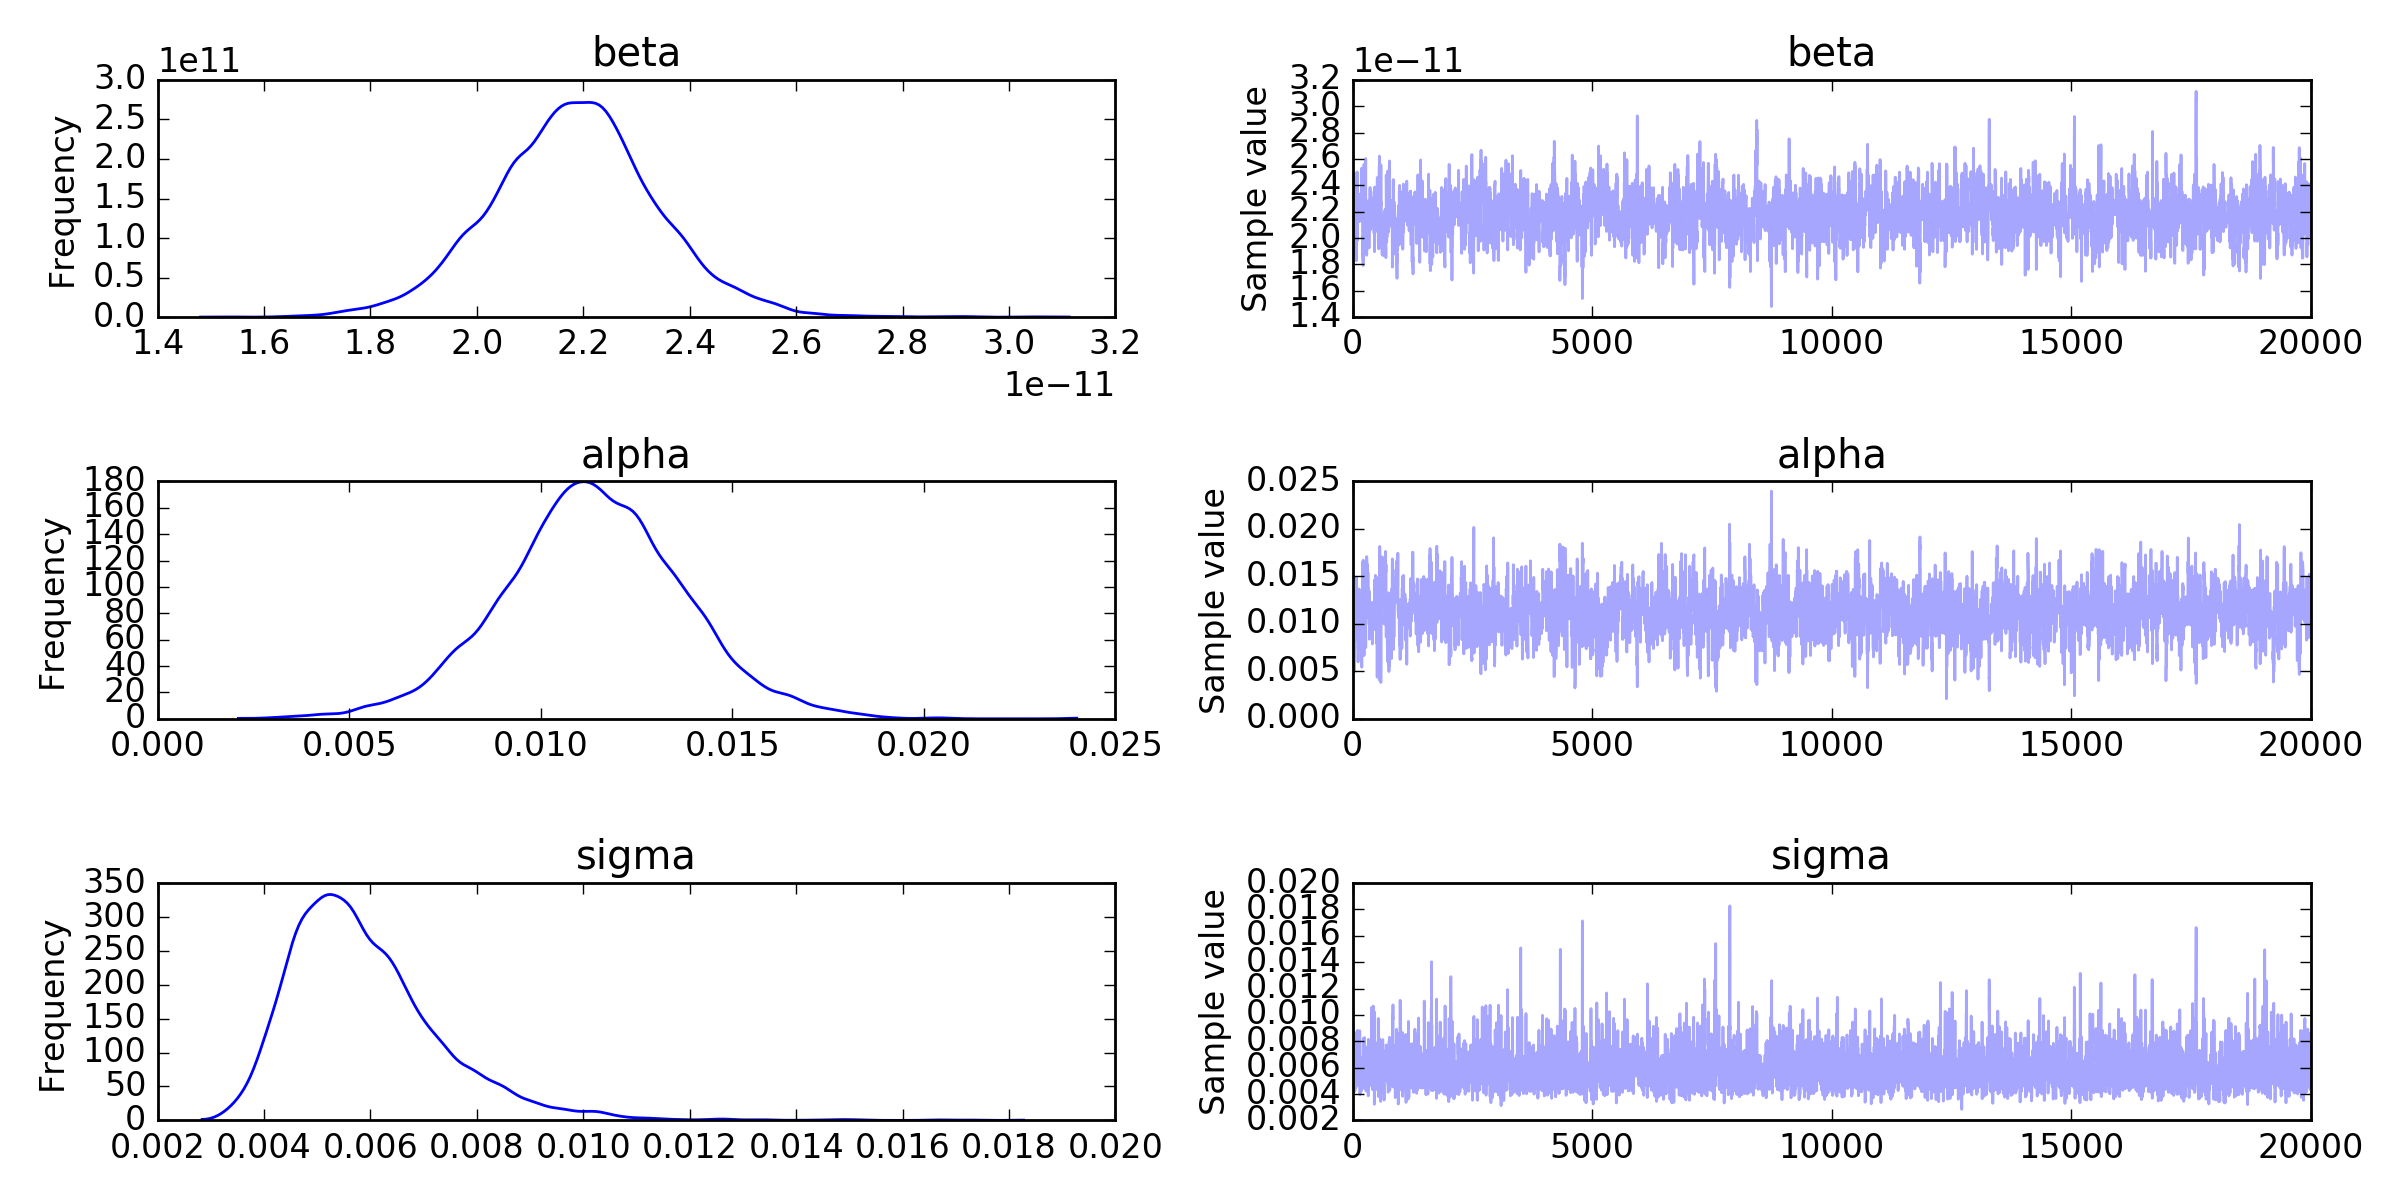 beta
1e11
3.0
2.5
2.0
1.5
1.0
0.5
0.0
Frequency
1.4 1.6 1.8 2.0 2.2 2.4 2.6 2.8 3.0 3.2
1e−11
beta
1e−11
3.2
3.0
2.8
2.6
2.4
2.2
2.0
1.8
1.6
1.4
Sample value
0 5000 10000 15000 20000
alpha
180
160
140
120
100
80
60
40
20
0
Frequency
0.000 0.005 0.010 0.015 0.020 0.025
alpha
0.025
0.020
0.015
0.010
0.005
0.000
Sample value
0 5000 10000 15000 20000
sigma
350
300
250
200
150
100
50
0
Frequency
0.002 0.004 0.006 0.008 0.010 0.012 0.014 0.016 0.018 0.020
sigma
0.020
0.018
0.016
0.014
0.012
0.010
0.008
0.006
0.004
0.002
Sample value
0 5000 10000 15000 20000